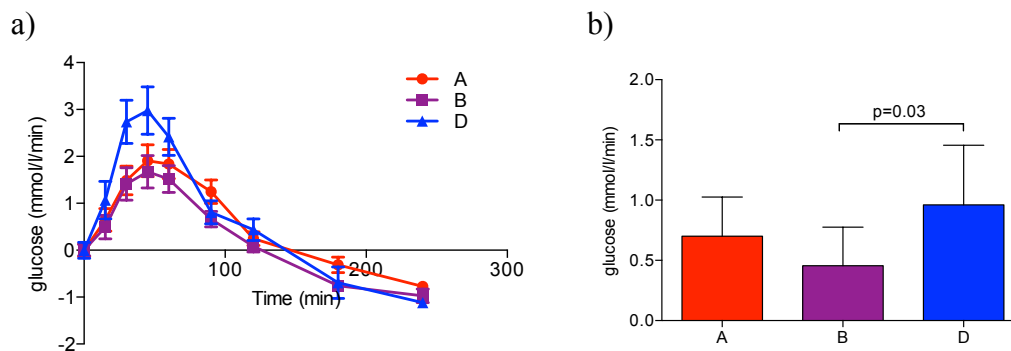 a)
glucose (mmol/l/min)
4
3
2
1
0
-1
-2
100
200
300
Time (min)
A
B
D
b)
glucose (mmol/l/min)
2.0
1.5
1.0
0.5
0.0
p=0.03
A
B
D